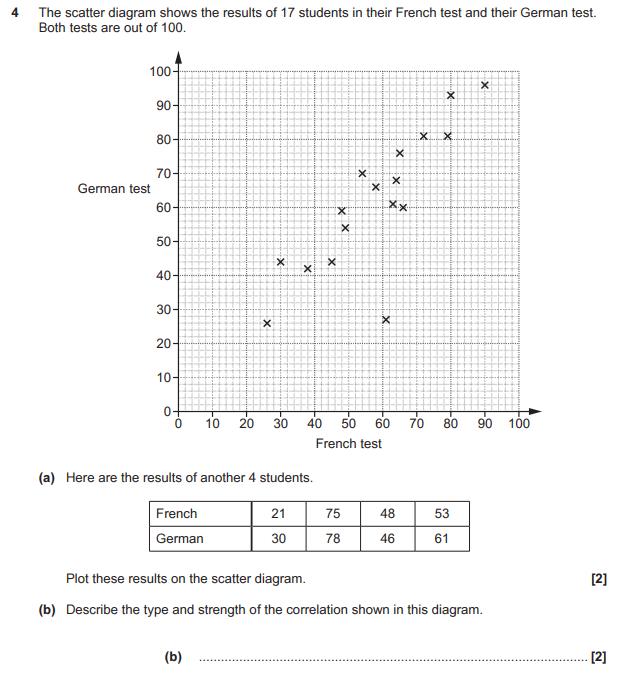 4 The scatter diagram shows the results of 17 students in their French test and their German test.
Both tests are out of 100.
100
90
80
70
German test
60
50
40
30
20
10
0
0 10 20 30 40 50 60 70 80 90 100
French test
(a) Here are the results of another 4 students.
French 21 75 48 53
German 30 78 46 61
Plot these results on the scatter diagram. [2]
(b) Describe the type and strength of the correlation shown in this diagram.
(b) ........................................................................................................ [2]